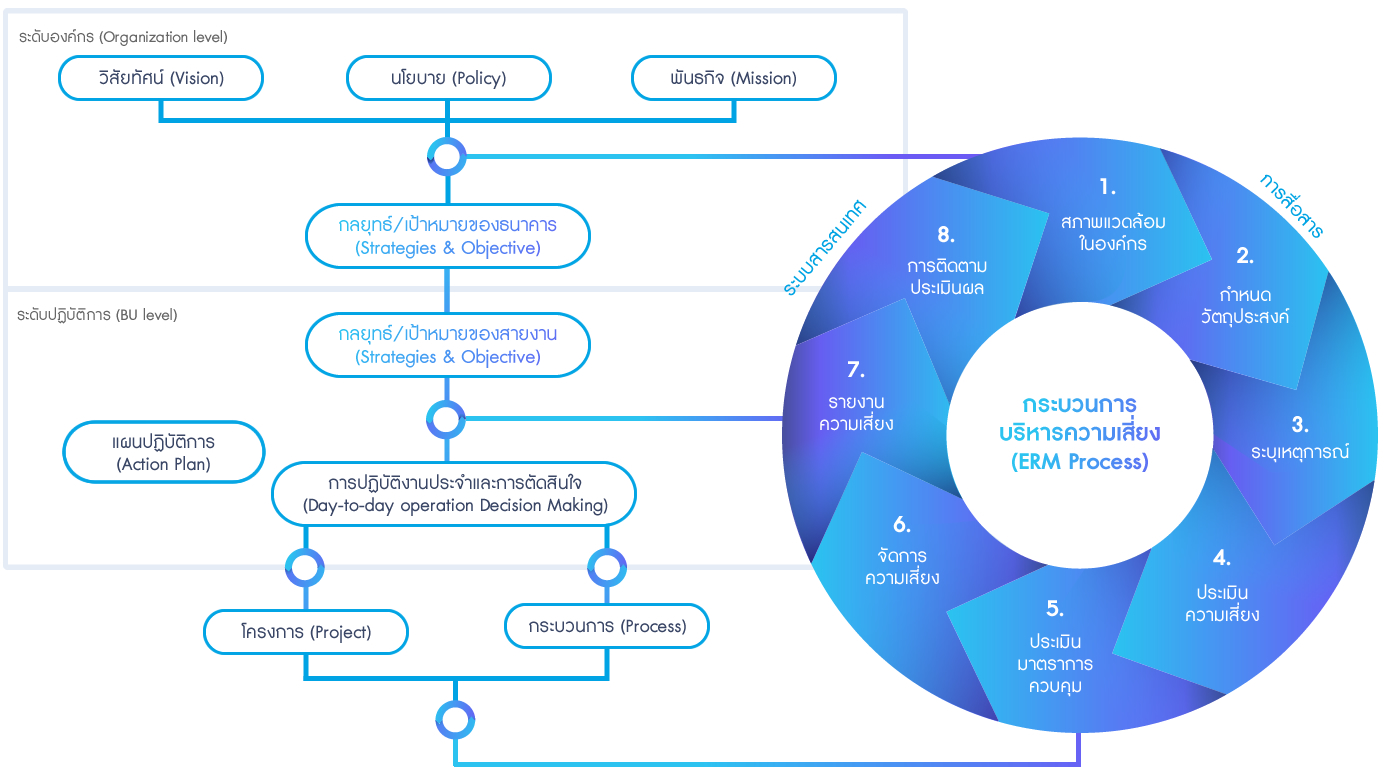 ระดับองค์กร (Organization level)
วิสัยทัศน์ (Vision)
นโยบาย (Policy)
พันธกิจ (Mission)
กลยุทธ์/เป้าหมายของธนาคาร
(Strategies & Objective)
ระดับปฏิบัติการ (BU level)
กลยุทธ์/เป้าหมายของสายงาน
(Strategies & Objective)
แผนปฏิบัติการ
(Action Plan)
การปฏิบัติงานประจำและการตัดสินใจ
(Day-to-day operation Decision Making)
โครงการ (Project)
กระบวนการ (Process)
ระบบสารสนเทศ
การสื่อสาร
1.
สภาพแวดล้อม
ในองค์กร
2.
กำหนด
วัตถุประสงค์
3.
ระบุเหตุการณ์
4.
ประเมิน
ความเสี่ยง
5.
ประเมิน
มาตราการ
ควบคุม
6.
จัดการ
ความเสี่ยง
7.
รายงาน
ความเสี่ยง
8.
การติดตาม
ประเมินผล
กระบวนการ
บริหารความเสี่ยง
(ERM Process)